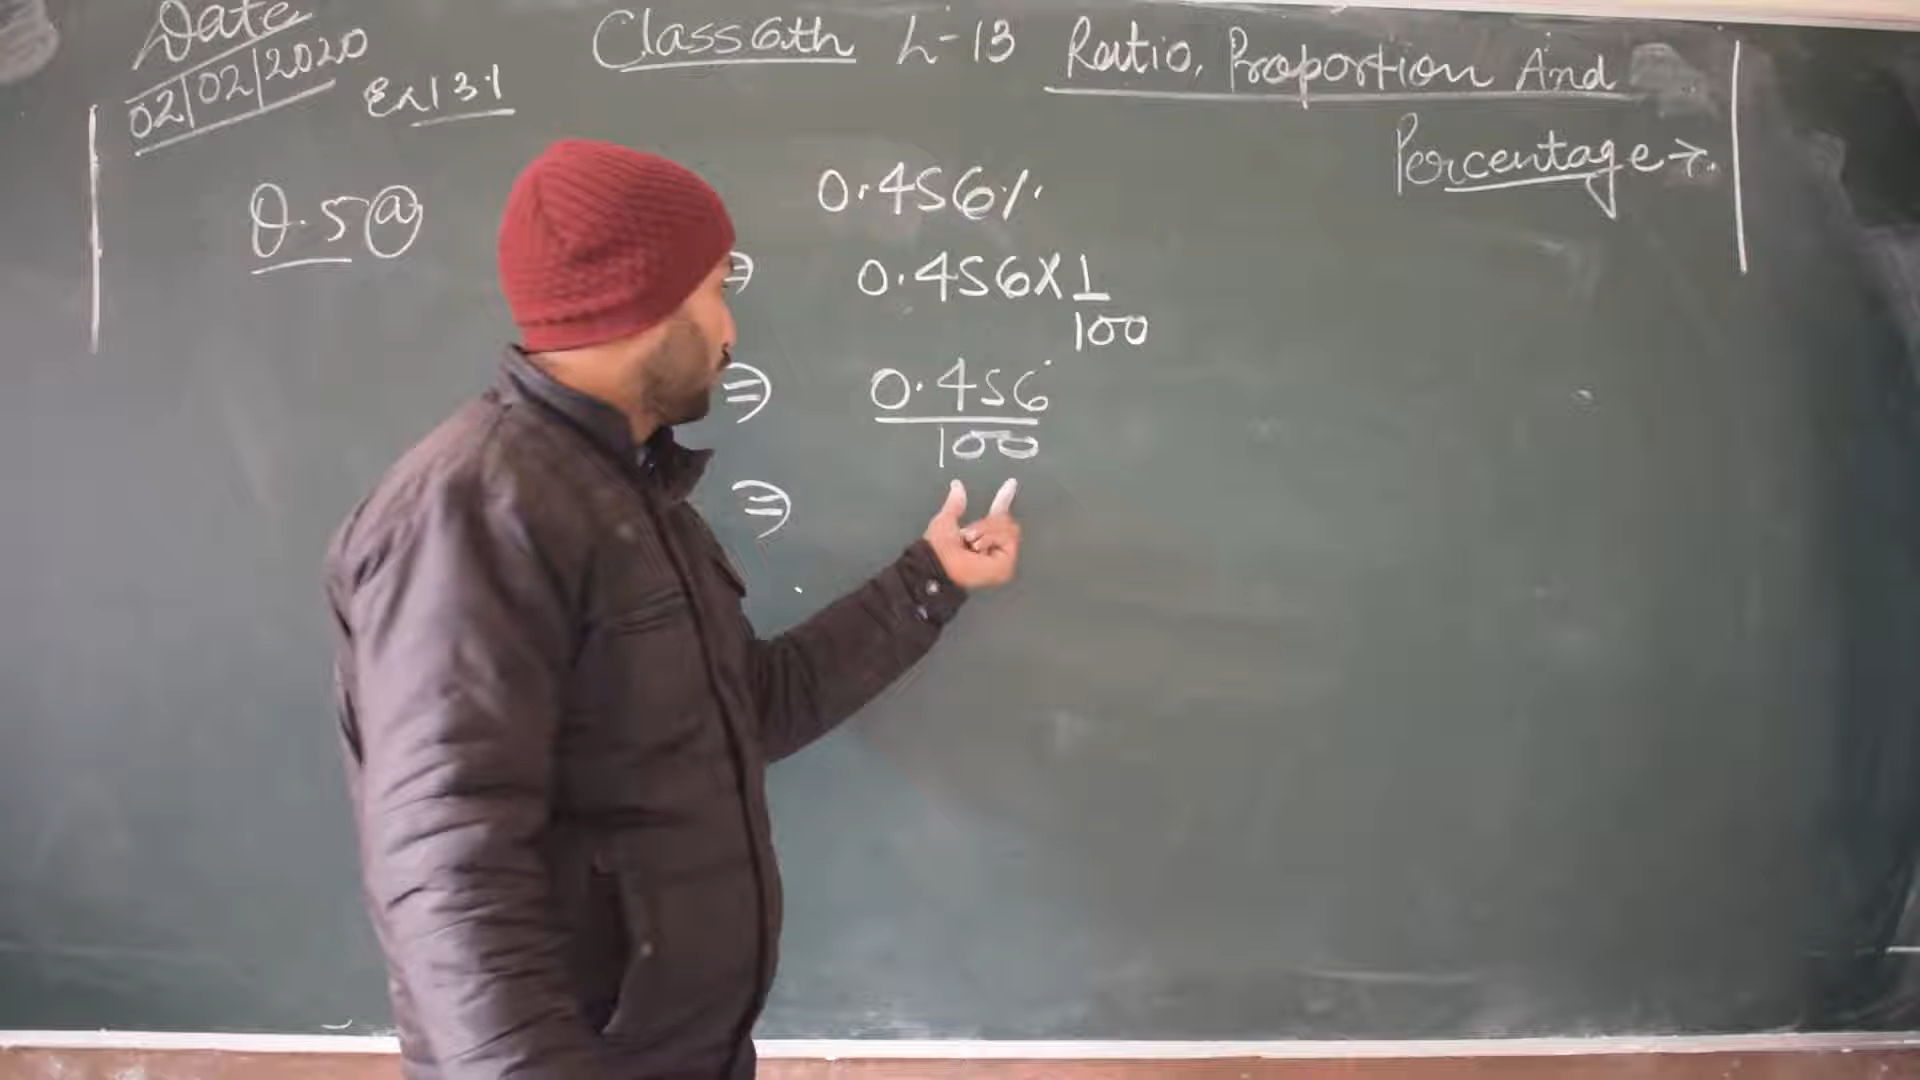 Date
02/02/2020
Ex 13.1
Class 6th L-13 Ratio, Proportion And
Percentage →
Q.5 (a)
0.456%
⇒ 0.456 × 1
100
⇒ 0.456
100
⇒